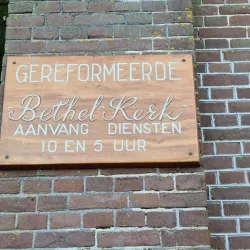 GEREFORMEERDE
Bethel-Kerk
AANVANG DIENSTEN
10 EN 5 UUR